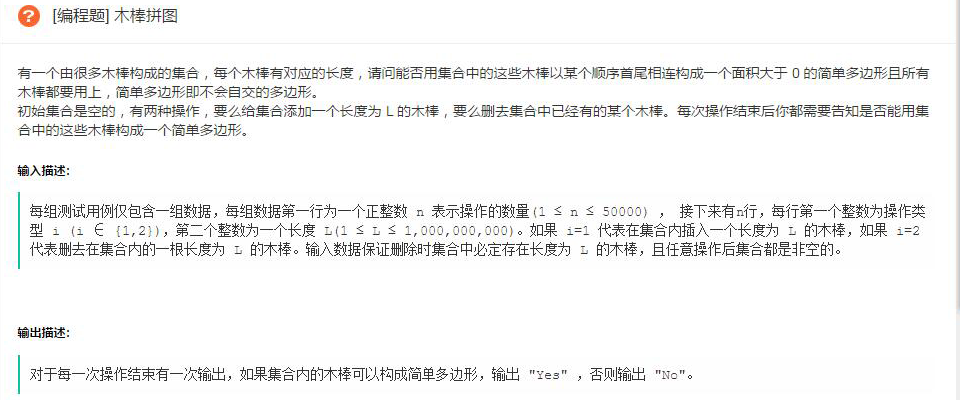 [编程题] 木棒拼图
有一个由很多木棒构成的集合，每个木棒有对应的长度，请问能否用集合中的这些木棒以某个顺序首尾相连构成一个面积大于 0 的简单多边形且所有
木棒都要用上，简单多边形即不会自交的多边形。
初始集合是空的，有两种操作，要么给集合添加一个长度为 L 的木棒，要么删去集合中已经有的某个木棒。每次操作结束后你都需要告知是否能用集
合中的这些木棒构成一个简单多边形。
输入描述:
每组测试用例仅包含一组数据，每组数据第一行为一个正整数 n 表示操作的数量(1 ≤ n ≤ 50000) ， 接下来有n行，每行第一个整数为操作类
型 i (i ∈ {1,2})，第二个整数为一个长度 L(1 ≤ L ≤ 1,000,000,000)。如果 i=1 代表在集合内插入一个长度为 L 的木棒，如果 i=2
代表删去在集合内的一根长度为 L 的木棒。输入数据保证删除时集合中必定存在长度为 L 的木棒，且任意操作后集合都是非空的。
输出描述:
对于每一次操作结束有一次输出，如果集合内的木棒可以构成简单多边形，输出 "Yes" ，否则输出 "No"。